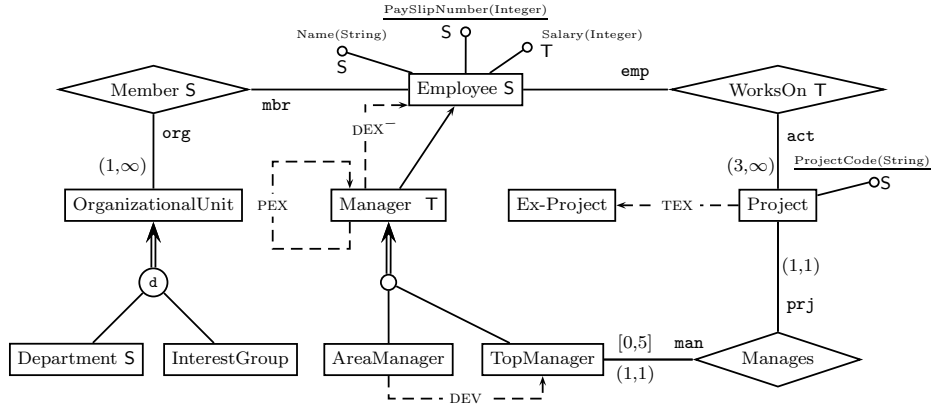 PaySlipNumber(Integer)
Name(String)
S
Salary(Integer)
S
T
Member S
Employee S
emp
WorksOn T
mbr
org
DEX⁻
act
(1,∞)
(3,∞)
ProjectCode(String)
S
OrganizationalUnit
PEX
Manager T
Ex-Project
TEX
Project
(1,1)
d
prj
Department S
InterestGroup
AreaManager
TopManager
[0,5]
man
(1,1)
Manages
DEV